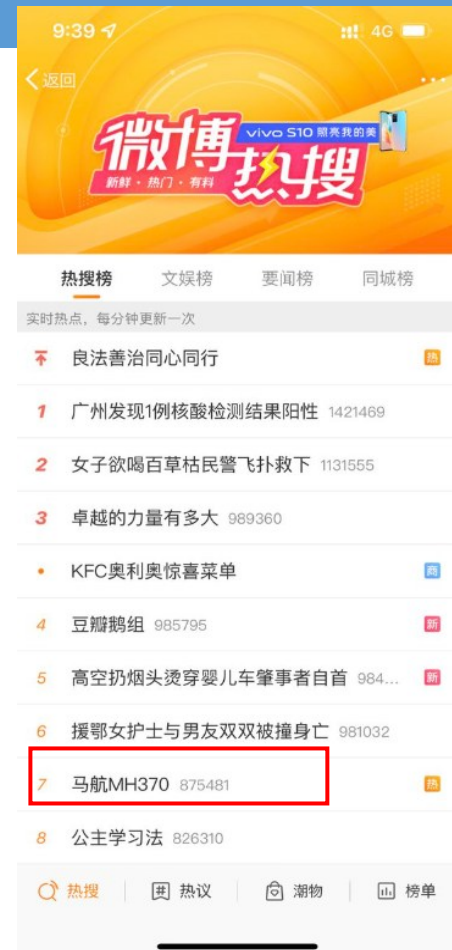 9:39 4G
返回
vivo S10 照亮我的美
微博
热搜
新鲜·热门·有料
热搜榜 文娱榜 要闻榜 同城榜
实时热点，每分钟更新一次
良法善治同心同行 热
1 广州发现1例核酸检测结果阳性 1421469
2 女子欲喝百草枯民警飞扑救下 1131555
3 卓越的力量有多大 989360
• KFC奥利奥惊喜菜单 商
4 豆瓣鹅组 985795 新
5 高空扔烟头烫穿婴儿车肇事者自首 984... 新
6 援鄂女护士与男友双双被撞身亡 981032
7 马航MH370 875481 热
8 公主学习法 826310
热搜 # 热议 潮物 榜单